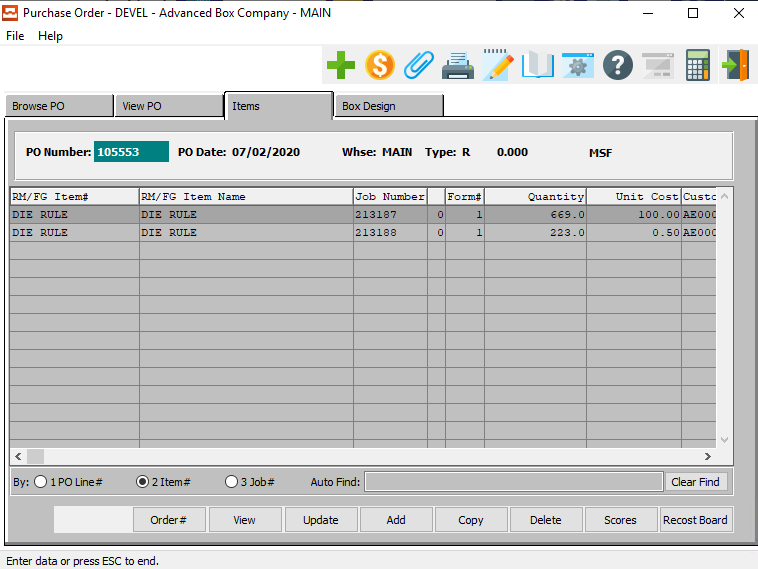 Purchase Order - DEVEL - Advanced Box Company - MAIN
File Help
Browse PO View PO Items Box Design
PO Number: 105553 PO Date: 07/02/2020 Whse: MAIN Type: R 0.000 MSF
RM/FG Item# RM/FG Item Name Job Number Form# Quantity Unit Cost Custo
DIE RULE DIE RULE 213187 0 1 669.0 100.00 AE000
DIE RULE DIE RULE 213188 0 1 223.0 0.50 AE000
By: 1 PO Line# 2 Item# 3 Job# Auto Find: Clear Find
Order# View Update Add Copy Delete Scores Recost Board
Enter data or press ESC to end.